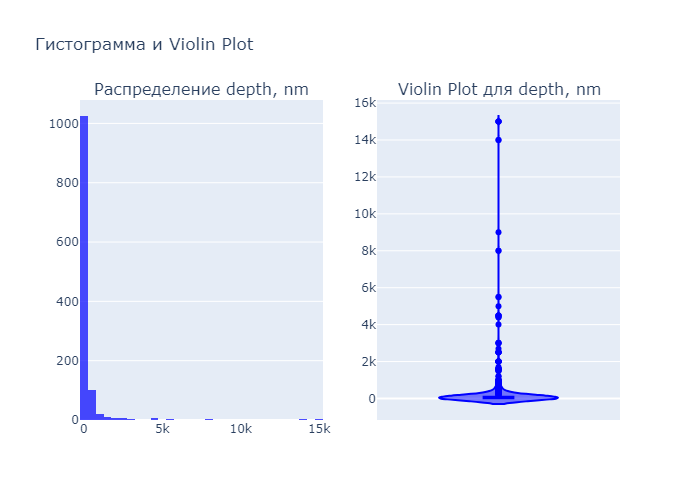 Гистограмма и Violin Plot
Распределение depth, nm
Violin Plot для depth, nm
1000
800
600
400
200
0
0
5k
10k
15k
16k
14k
12k
10k
8k
6k
4k
2k
0